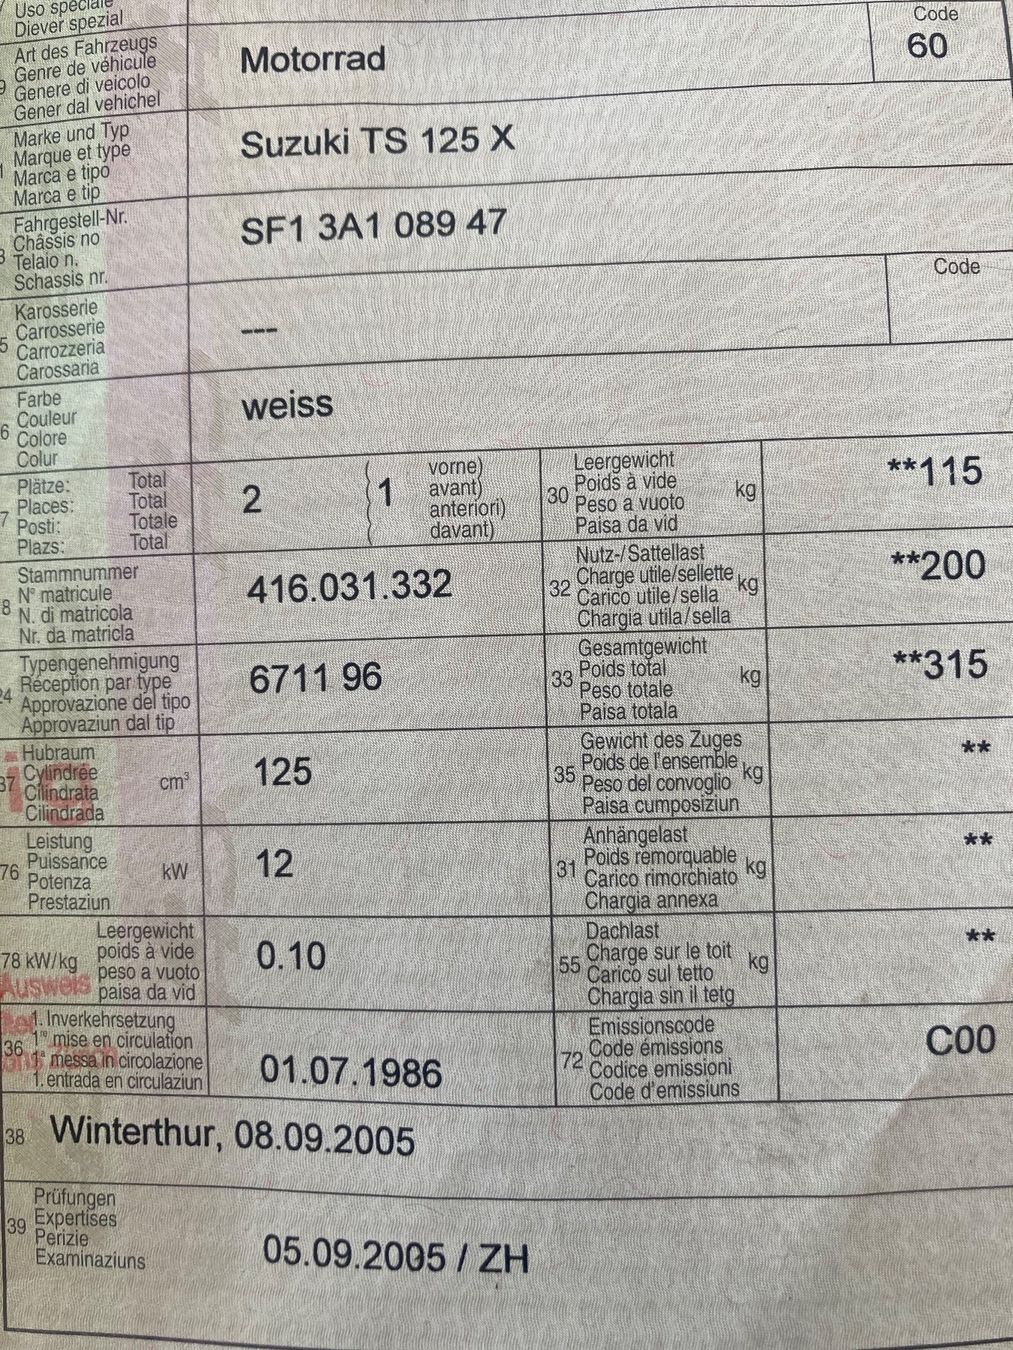 Uso speciale
Diever spezial
Art des Fahrzeugs
Genre de véhicule
Genere di veicolo
Gener dal vehichel
Motorrad
Code
60
Marke und Typ
Marque et type
Marca e tipo
Marca e tip
Suzuki TS 125 X
Fahrgestell-Nr.
Châssis no
Telaio n.
Schassis nr.
SF1 3A1 089 47
Karosserie
Carrosserie
Carrozzeria
Carossaria
---
Code
Farbe
Couleur
Colore
Colur
weiss
Plätze: Total
Places: Total
Posti: Totale
Plazs: Total
2
1
vorne)
avant)
anteriori)
davant)
30
Leergewicht
Poids à vide
Peso a vuoto
Paisa da vid
kg
**115
Stammnummer
N° matricule
N. di matricola
Nr. da matricla
416.031.332
32
Nutz-/Sattellast
Charge utile/sellette
Carico utile/sella
Chargia utila/sella
kg
**200
Typengenehmigung
Réception par type
Approvazione del tipo
Approvaziun dal tip
6711 96
33
Gesamtgewicht
Poids total
Peso totale
Paisa totala
kg
**315
37
Hubraum
Cylindrée
Cilindrata
Cilindrada
cm³
125
35
Gewicht des Zuges
Poids de l'ensemble
Peso del convoglio
Paisa cumposiziun
kg
**
76
Leistung
Puissance
Potenza
Prestaziun
kW
12
31
Anhängelast
Poids remorquable
Carico rimorchiato
Chargia annexa
kg
**
78 kW/kg
Leergewicht
poids à vide
peso a vuoto
paisa da vid
Ausweis
0.10
55
Dachlast
Charge sur le toit
Carico sul tetto
Chargia sin il tetg
kg
**
36
1. Inverkehrsetzung
1re mise en circulation
1a messa in circolazione
1. entrada en circulaziun
01.07.1986
72
Emissionscode
Code émissions
Codice emissioni
Code d'emissiuns
C00
38
Winterthur, 08.09.2005
39
Prüfungen
Expertises
Perizie
Examinaziuns
05.09.2005 / ZH